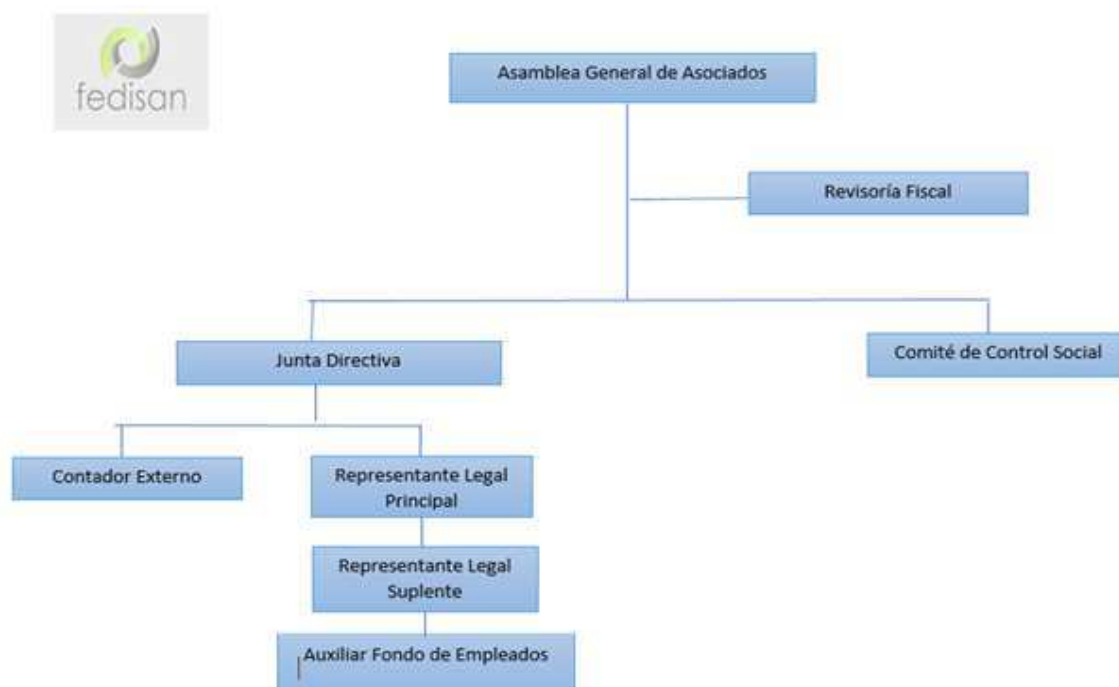 fedisan
Asamblea General de Asociados
Revisoría Fiscal
Junta Directiva
Comité de Control Social
Contador Externo
Representante Legal
Principal
Representante Legal
Suplente
Auxiliar Fondo de Empleados